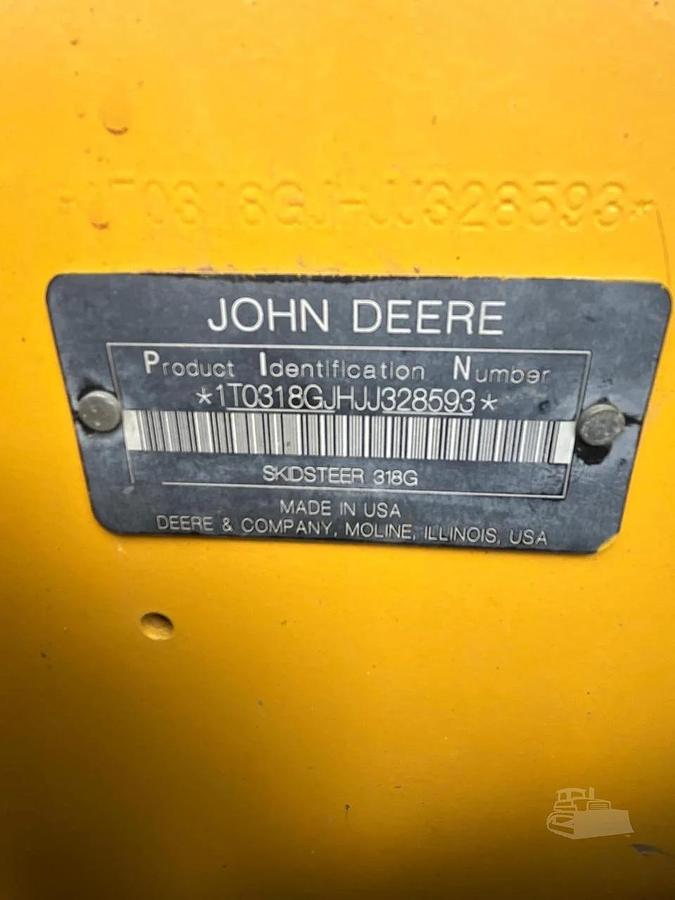 *1T0318GJHJJ328593*
JOHN DEERE
Product Identification Number
*1T0318GJHJJ328593*
SKIDSTEER 318G
MADE IN USA
DEERE & COMPANY, MOLINE, ILLINOIS, USA